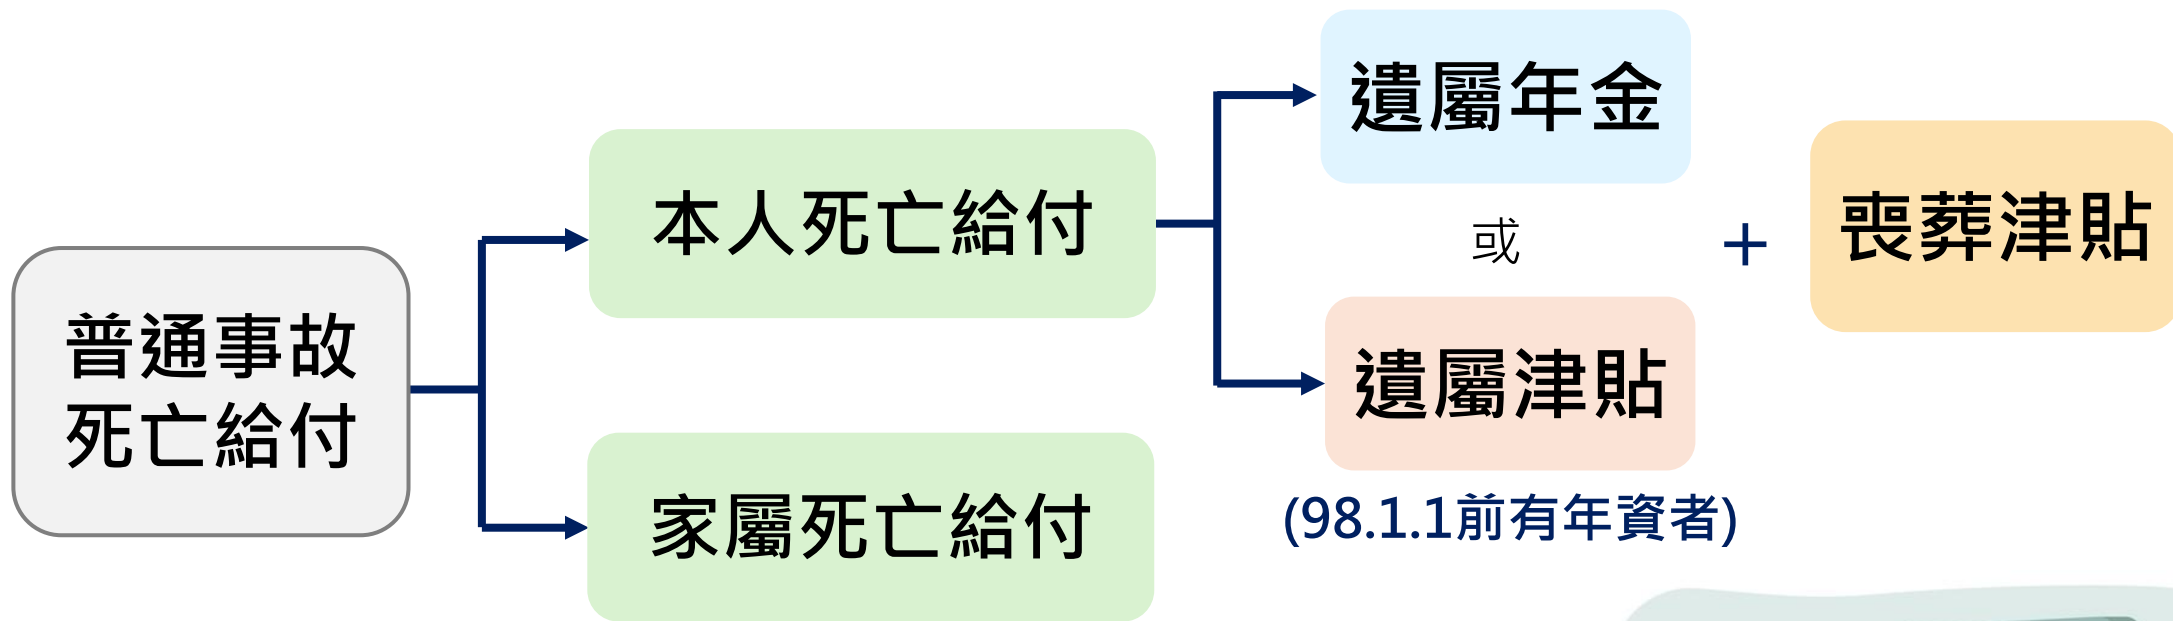 普通事故
死亡給付
本人死亡給付
家屬死亡給付
遺屬年金
或
遺屬津貼
(98.1.1前有年資者)
+
喪葬津貼